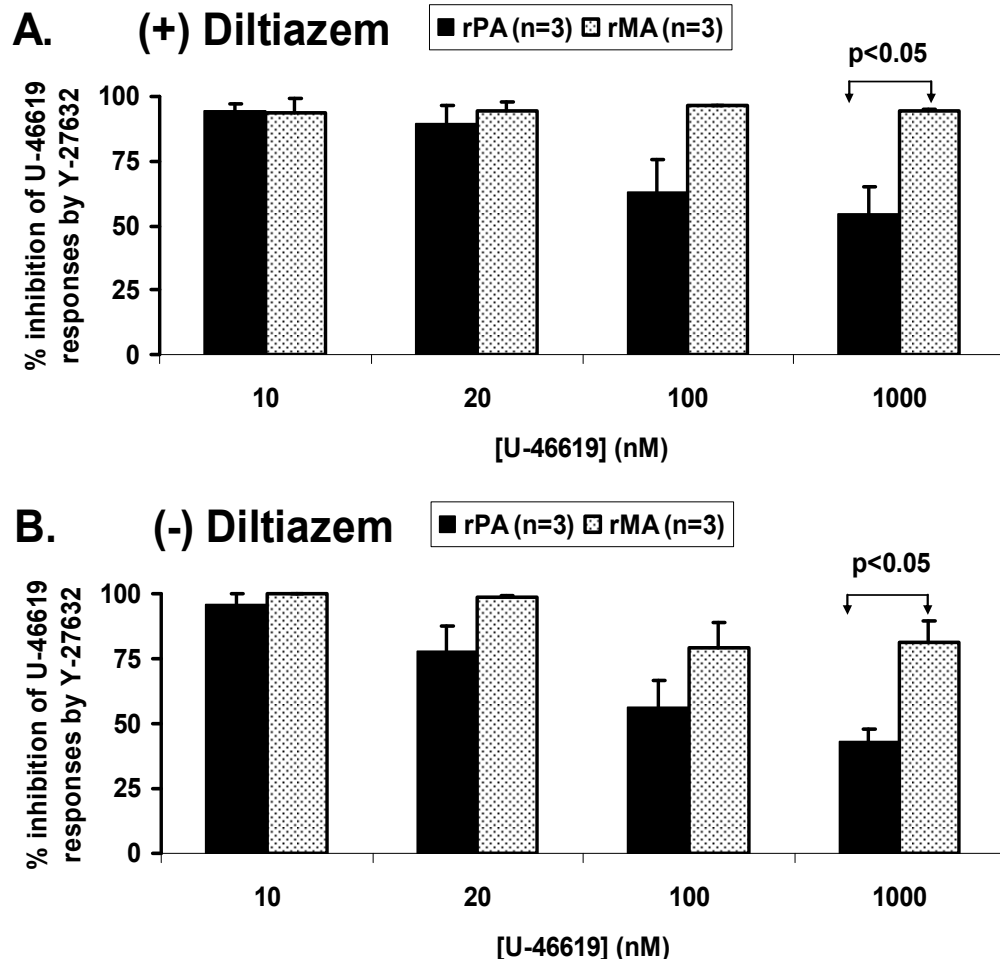 A. (+) Diltiazem
rPA (n=3) rMA (n=3)
p<0.05
% inhibition of U-46619
responses by Y-27632
100
75
50
25
0
10 20 100 1000
[U-46619] (nM)
B. (-) Diltiazem
rPA (n=3) rMA (n=3)
p<0.05
% inhibition of U-46619
responses by Y-27632
100
75
50
25
0
10 20 100 1000
[U-46619] (nM)